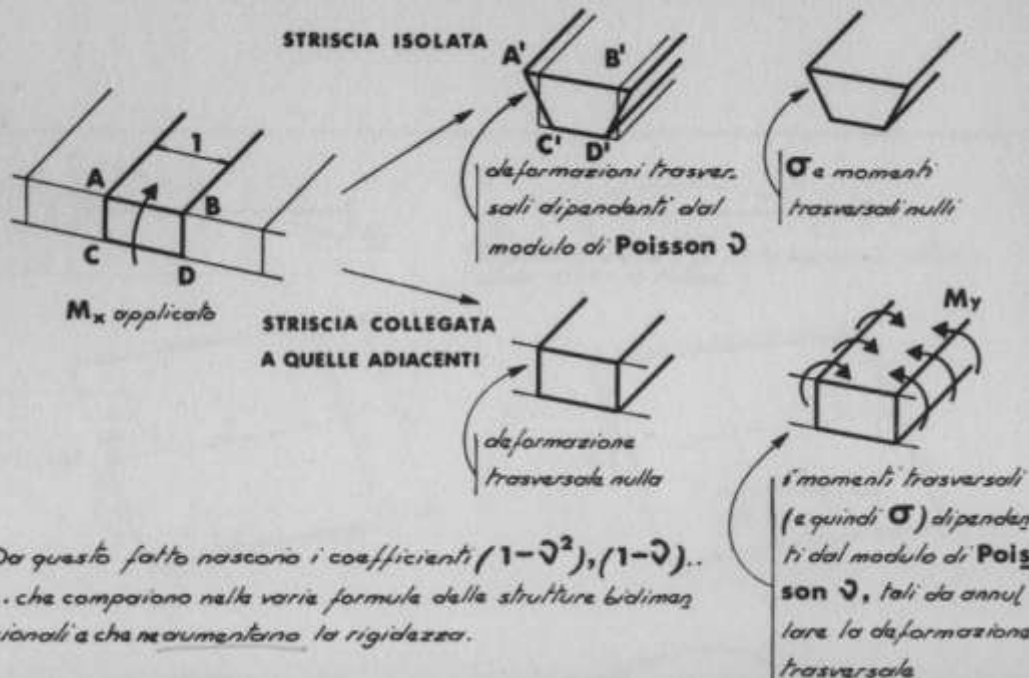 STRISCIA ISOLATA
A'
B'
C'
D'
1
A
B
C
D
Mx applicato
deformazioni trasver-
sali dipendenti dal
modulo di Poisson ν
σ e momenti
trasversali nulli
STRISCIA COLLEGATA
A QUELLE ADIACENTI
My
deformazione
trasversale nulla
i momenti trasversali
(e quindi σ) dipenden
ti dal modulo di Pois
son ν, tali da annul
lare la deformazione
trasversale
Da questo fatto nascono i coefficienti (1-ν²),(1-ν)..
..che compaiono nelle varie formule delle strutture bidimen
sionali e che ne aumentano la rigidezza.